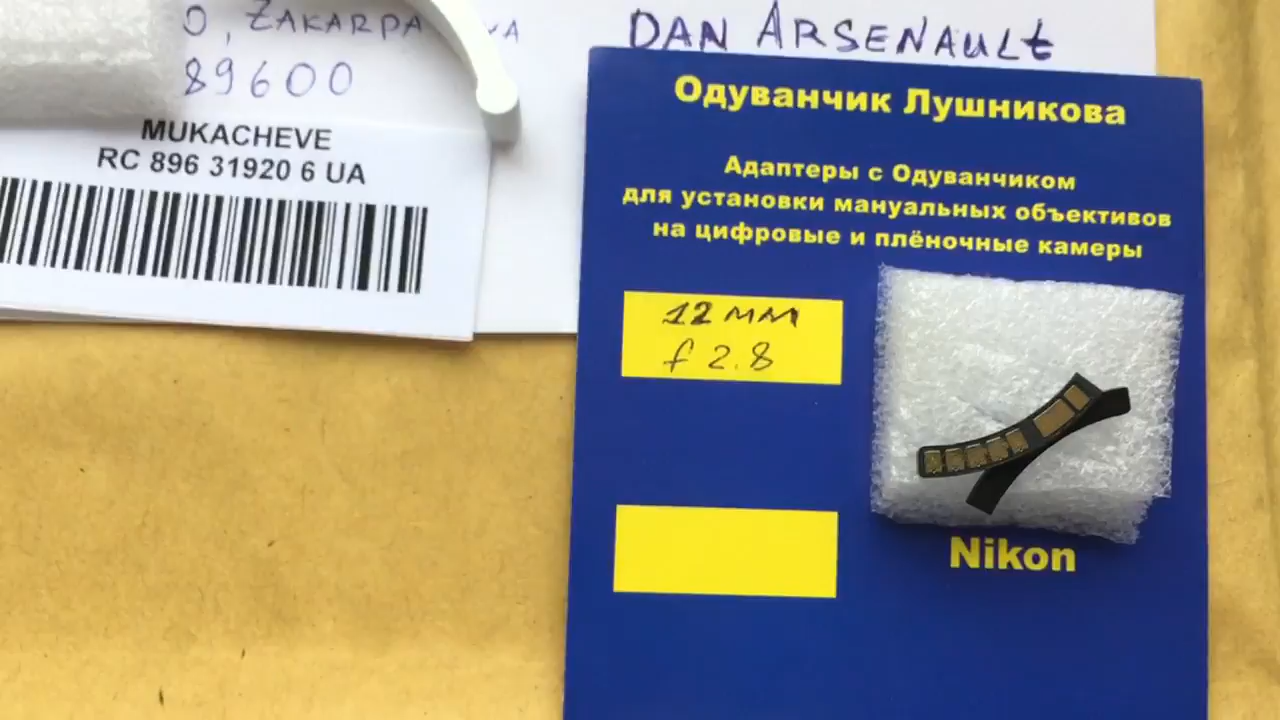 O, ZAKARPA
89600
MUKACHEVE
RC 896 31920 6 UA
DAN ARSENAULT
Одуванчик Лушникова
Адаптеры с Одуванчиком
для установки мануальных объективов
на цифровые и плёночные камеры
12 мм
f 2.8
Nikon